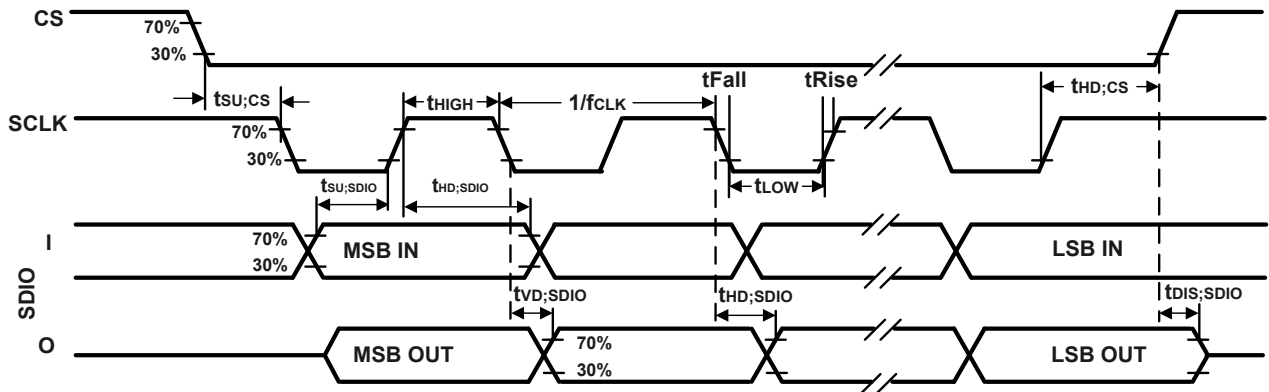 CS
70%
30%
tSU;CS
tHIGH
1/fCLK
tFall
tRise
tHD;CS
SCLK
70%
30%
tSU;SDIO
tHD;SDIO
tLOW
SDIO
I
70%
30%
MSB IN
LSB IN
tVD;SDIO
tHD;SDIO
tDIS;SDIO
O
MSB OUT
70%
30%
LSB OUT